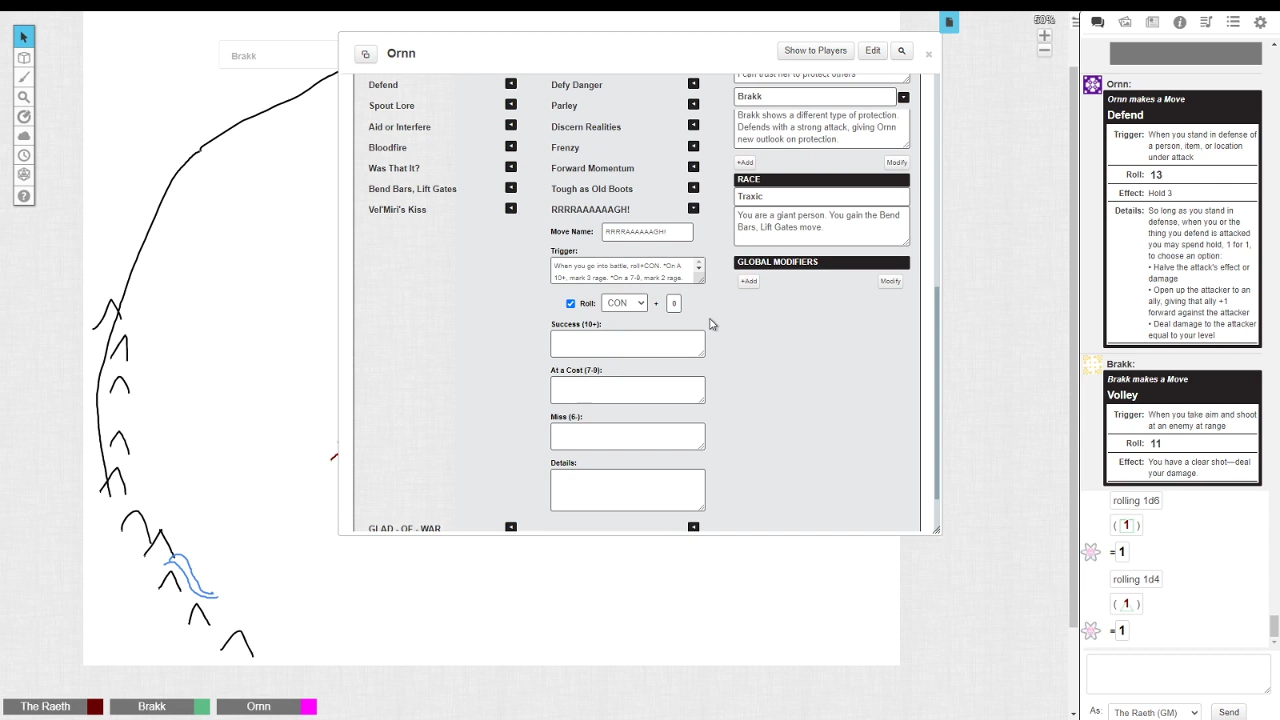 Brakk
Ornn
Show to Players
Edit
50%
Defend
Defy Danger
Spout Lore
Parley
Aid or Interfere
Discern Realities
Bloodfire
Frenzy
Was That It?
Forward Momentum
Bend Bars, Lift Gates
Tough as Old Boots
Vel'Miri's Kiss
RRRRAAAAAAGH!
Move Name:
RRRRAAAAAAGH!
Trigger:
When you go into battle, roll+CON. *On A
10+, mark 3 rage. *On a 7-9, mark 2 rage.
Roll: CON + 0
Success (10+):
At a Cost (7-9):
Miss (6-):
Details:
GLAD - OF - WAR
I can trust her to protect others
Brakk
Brakk shows a different type of protection.
Defends with a strong attack, giving Ornn
new outlook on protection.
+Add
Modify
RACE
Traxic
You are a giant person. You gain the Bend
Bars, Lift Gates move.
GLOBAL MODIFIERS
+Add
Modify
Ornn:
Ornn makes a Move
Defend
Trigger: When you stand in defense of
a person, item, or location
under attack
Roll: 13
Effect: Hold 3
Details: So long as you stand in
defense, when you or the
thing you defend is attacked
you may spend hold, 1 for 1,
to choose an option:
• Halve the attack's effect or
damage
• Open up the attacker to an
ally, giving that ally +1
forward against the attacker
• Deal damage to the attacker
equal to your level
Brakk:
Brakk makes a Move
Volley
Trigger: When you take aim and shoot
at an enemy at range
Roll: 11
Effect: You have a clear shot—deal
your damage.
rolling 1d6
( 1 )
= 1
rolling 1d4
( 1 )
= 1
As: The Raeth (GM)
Send
The Raeth
Brakk
Ornn